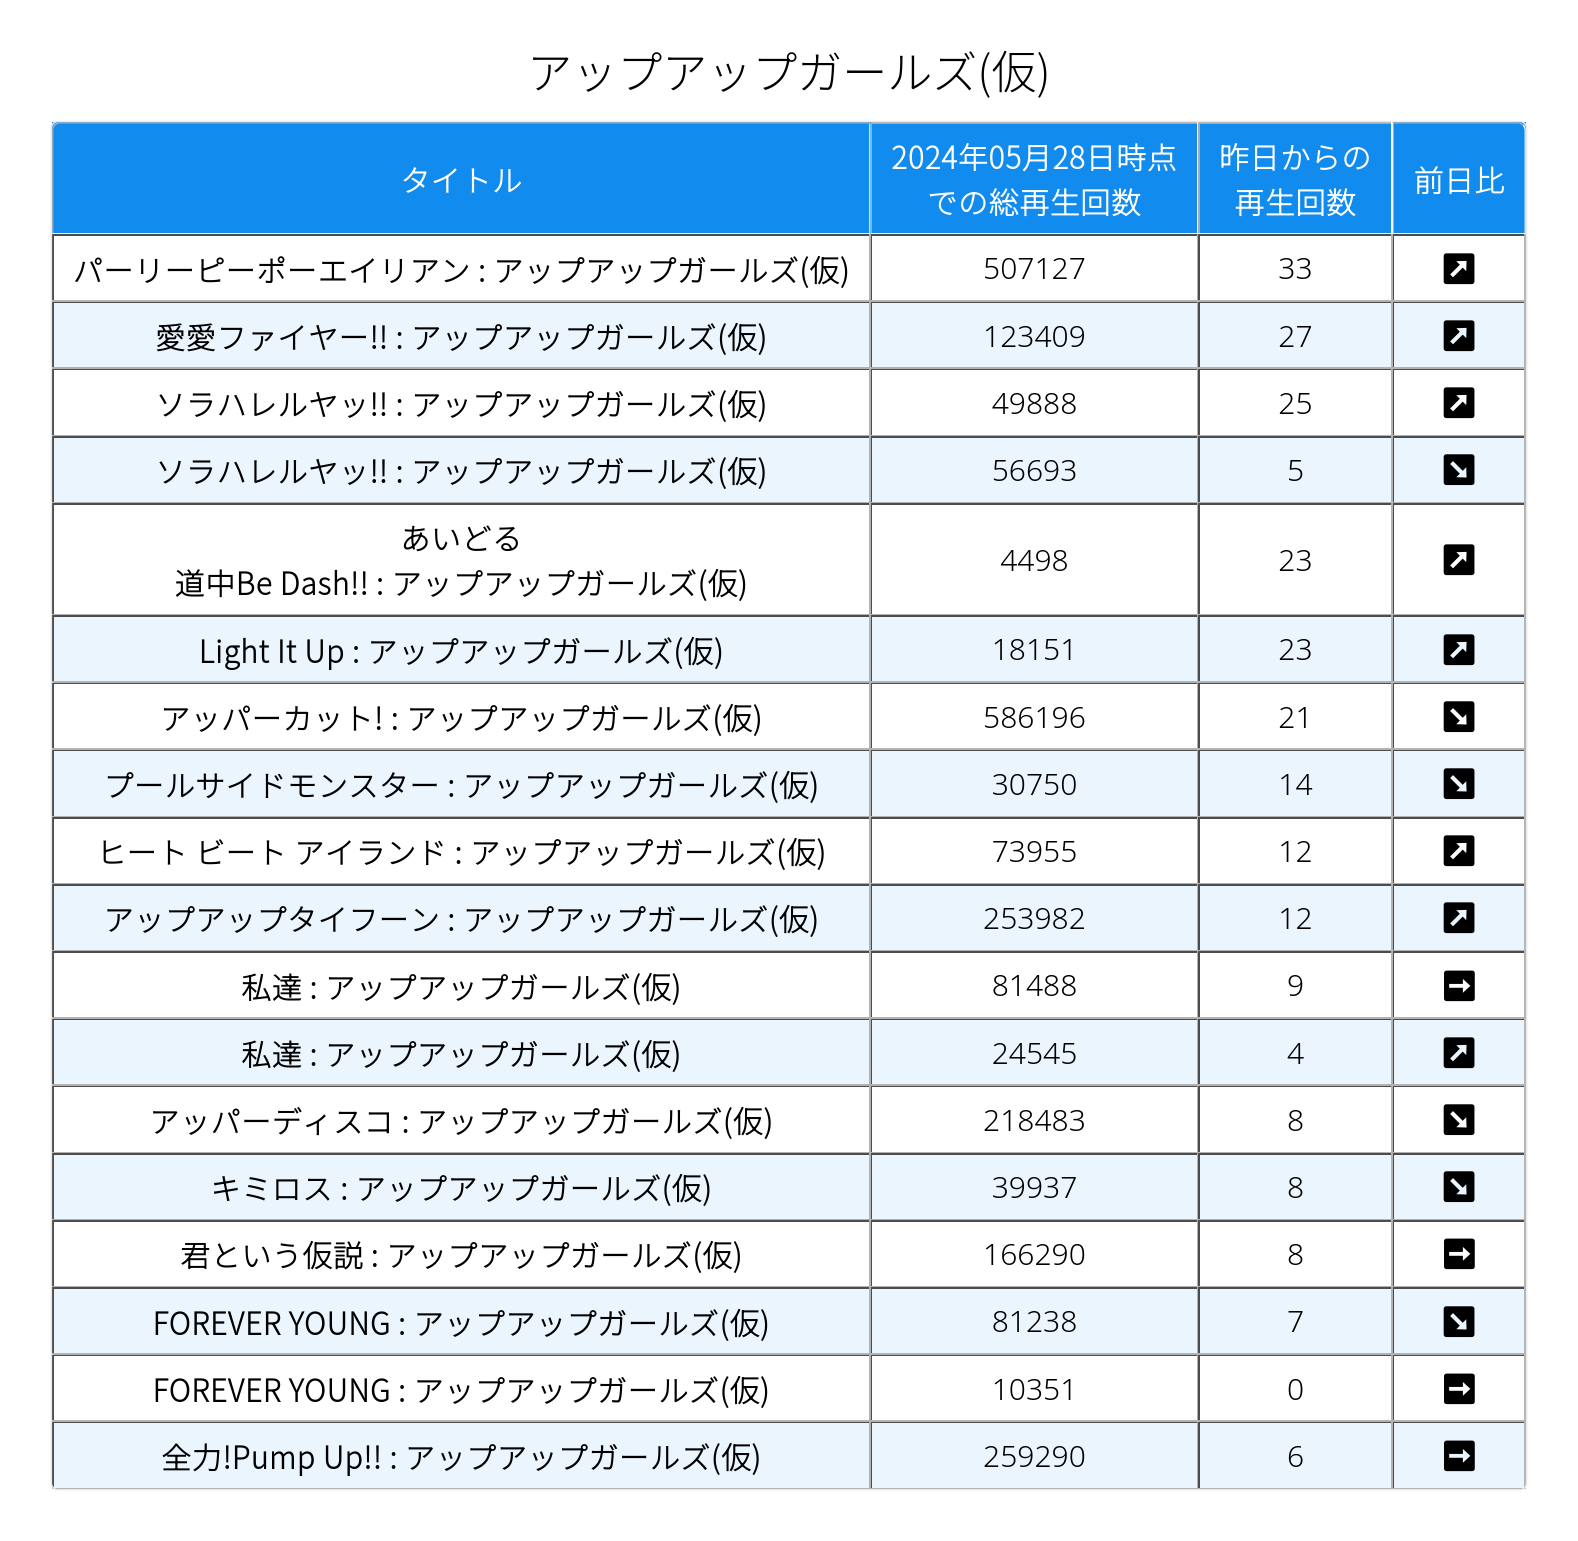 アップアップガールズ(仮)
タイトル
2024年05月28日時点
での総再生回数
昨日からの
再生回数
前日比
パーリーピーポーエイリアン : アップアップガールズ(仮) 507127 33 ↗
愛愛ファイヤー!! : アップアップガールズ(仮) 123409 27 ↗
ソラハレルヤッ!! : アップアップガールズ(仮) 49888 25 ↗
ソラハレルヤッ!! : アップアップガールズ(仮) 56693 5 ↘
あいどる
道中Be Dash!! : アップアップガールズ(仮) 4498 23 ↗
Light It Up : アップアップガールズ(仮) 18151 23 ↗
アッパーカット! : アップアップガールズ(仮) 586196 21 ↘
プールサイドモンスター : アップアップガールズ(仮) 30750 14 ↘
ヒート ビート アイランド : アップアップガールズ(仮) 73955 12 ↗
アップアップタイフーン : アップアップガールズ(仮) 253982 12 ↗
私達 : アップアップガールズ(仮) 81488 9 →
私達 : アップアップガールズ(仮) 24545 4 ↗
アッパーディスコ : アップアップガールズ(仮) 218483 8 ↘
キミロス : アップアップガールズ(仮) 39937 8 ↘
君という仮説 : アップアップガールズ(仮) 166290 8 →
FOREVER YOUNG : アップアップガールズ(仮) 81238 7 ↘
FOREVER YOUNG : アップアップガールズ(仮) 10351 0 →
全力!Pump Up!! : アップアップガールズ(仮) 259290 6 →